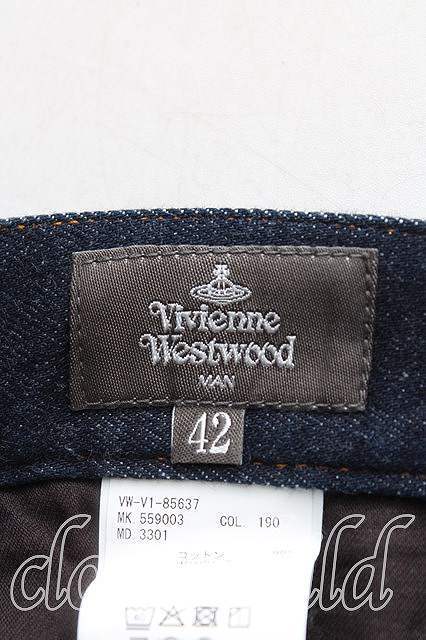 Vivienne
Westwood
MAN
42
VW-V1-85637
MK. 559003 COL. 190
MD. 3301
コットン